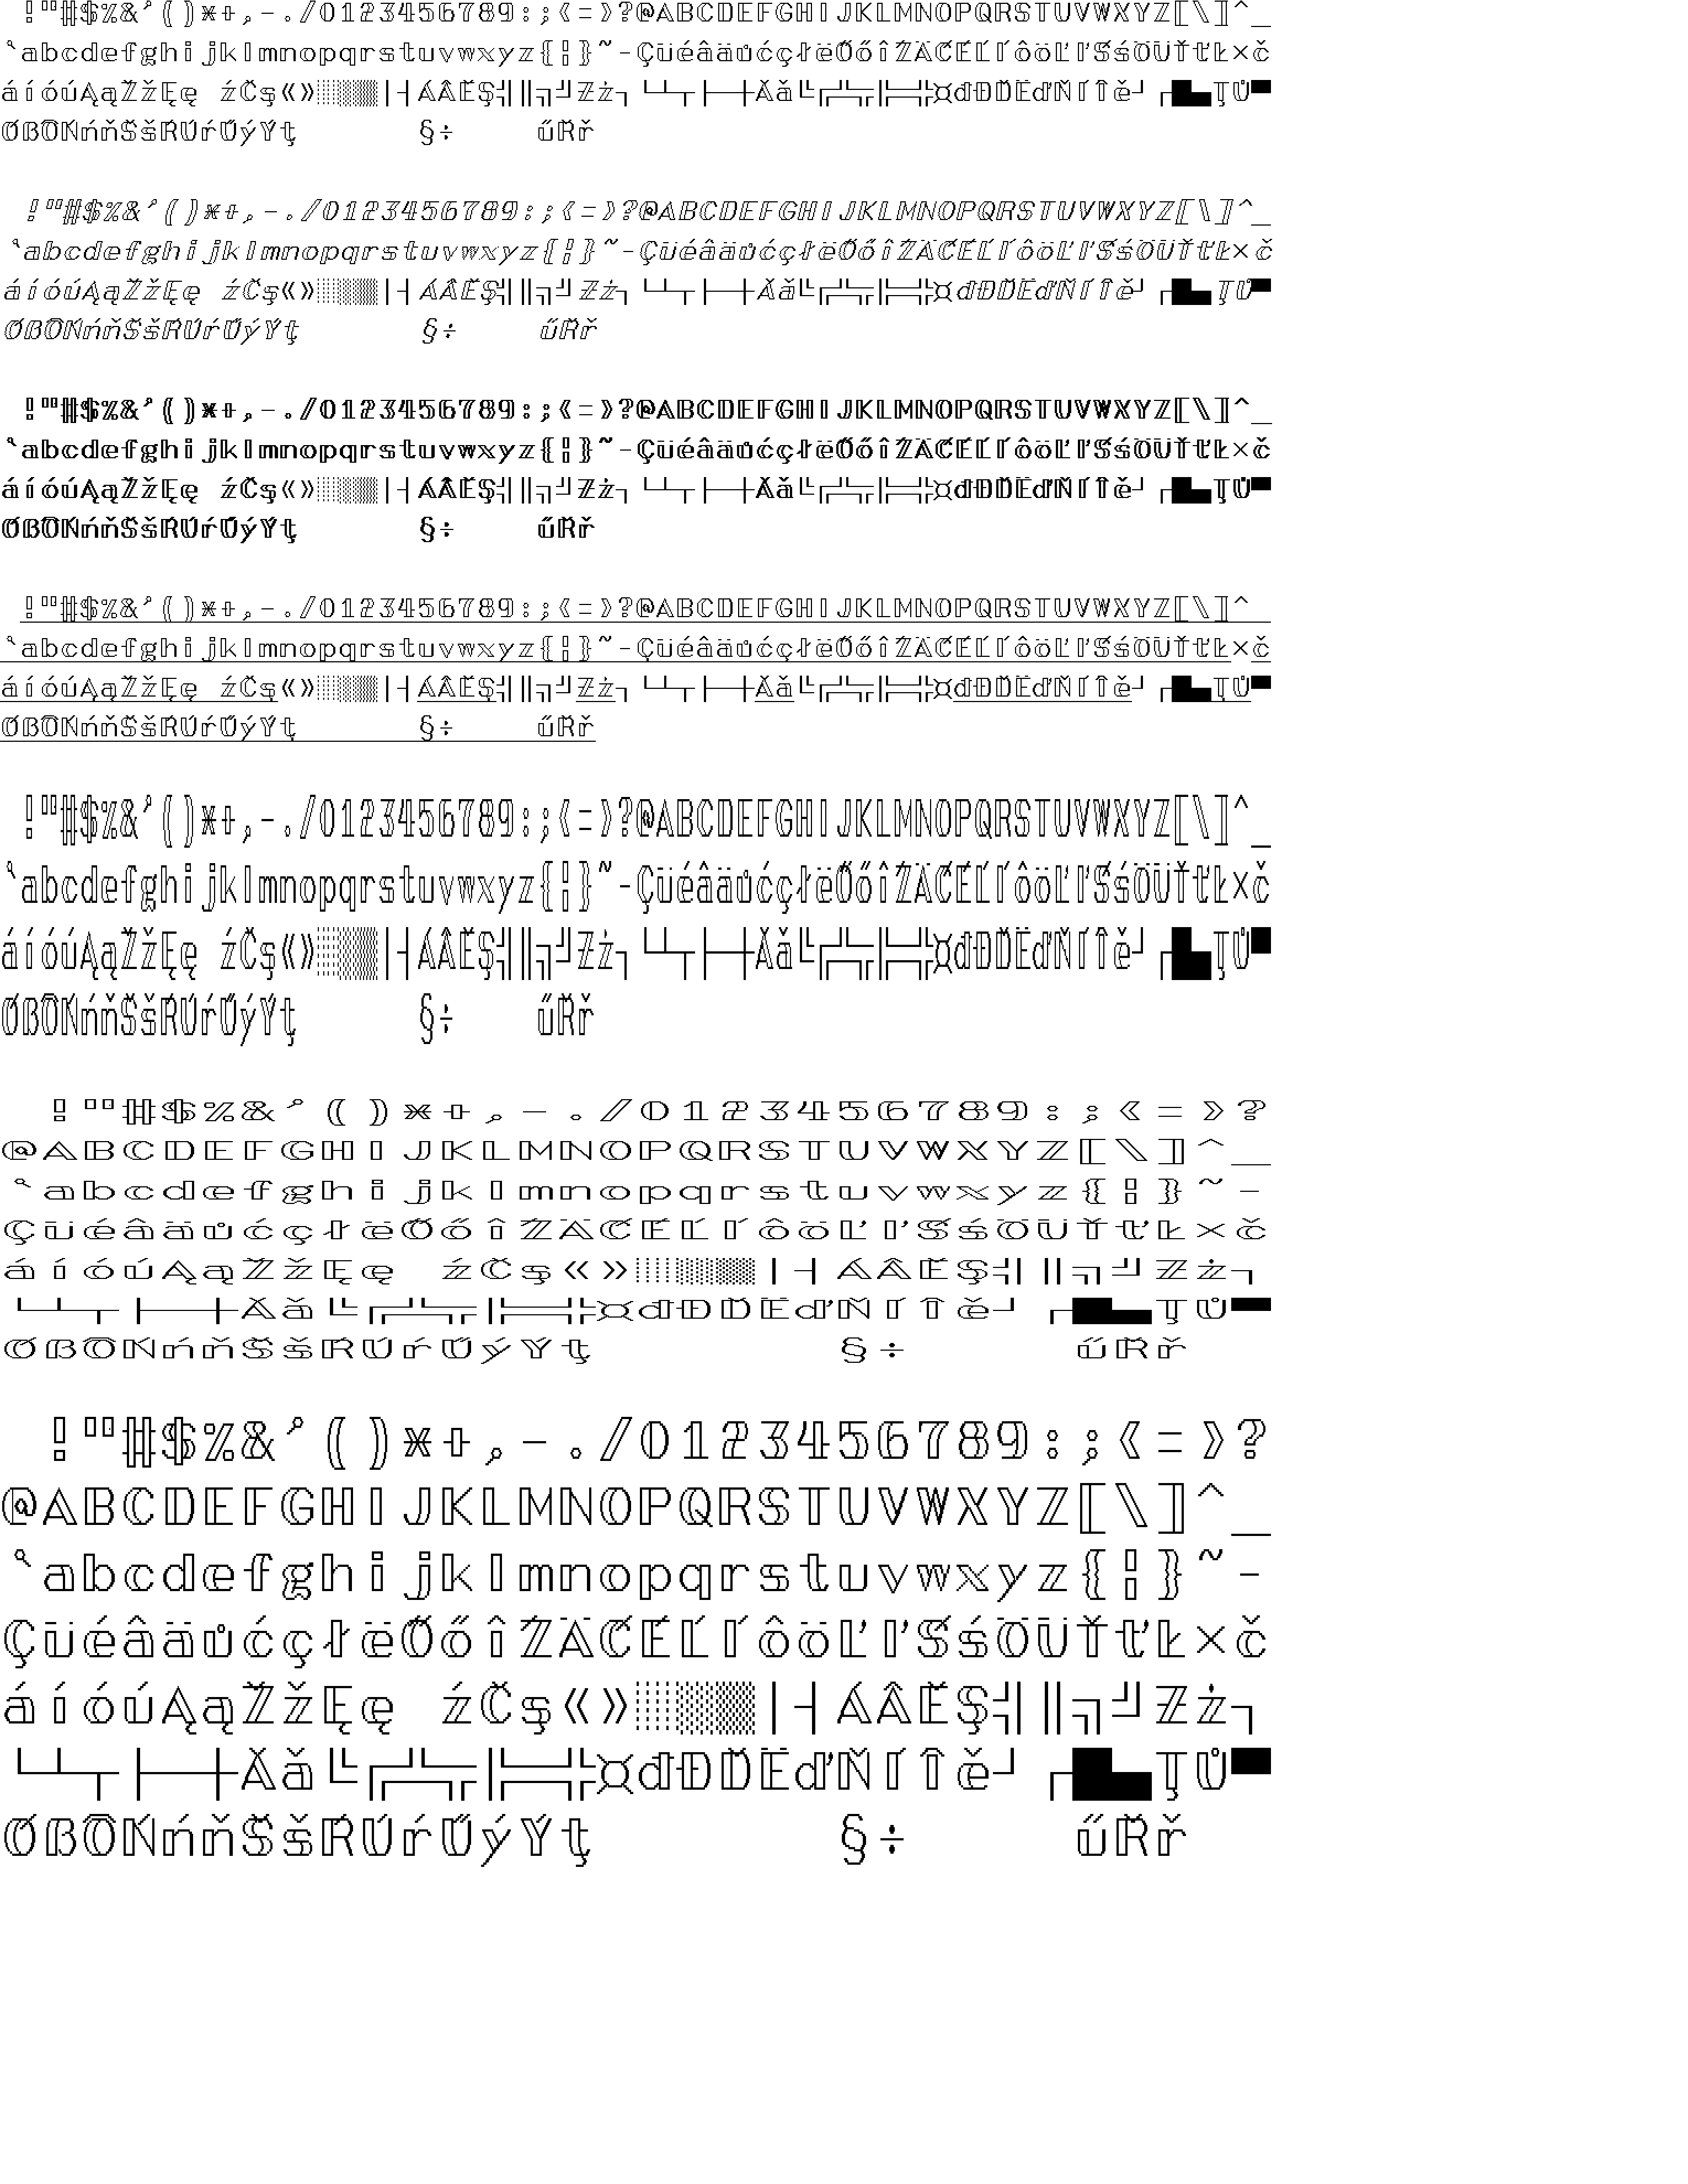 !"#$%&'()*+,-./0123456789:;<=>?@ABCDEFGHIJKLMNOPQRSTUVWXYZ[\]^_
`abcdefghijklmnopqrstuvwxyz{¦}~-ÇüéâäůćçłëŐőîŹÄĆÉĹĺôöĽľŚśÖÜŤťŁ×č
áíóúĄąŽžĘę źČş«»░▒▓│┤ÁÂĚŞ╣║╗╝Żż┐└┴┬├─┼Ăă╚╔╩╦╠═╬¤đĐĎËďŇÍÎě┘┌█▄ŢŮ▀
ÓßÔŃńňŠšŔÚŕŰýÝţ §÷ űŘř
!"#$%&'()*+,-./0123456789:;<=>?@ABCDEFGHIJKLMNOPQRSTUVWXYZ[\]^_
`abcdefghijklmnopqrstuvwxyz{¦}~-ÇüéâäůćçłëŐőîŹÄĆÉĹĺôöĽľŚśÖÜŤťŁ×č
áíóúĄąŽžĘę źČş«»░▒▓│┤ÁÂĚŞ╣║╗╝Żż┐└┴┬├─┼Ăă╚╔╩╦╠═╬¤đĐĎËďŇÍÎě┘┌█▄ŢŮ▀
ÓßÔŃńňŠšŔÚŕŰýÝţ §÷ űŘř
!"#$%&'()*+,-./0123456789:;<=>?@ABCDEFGHIJKLMNOPQRSTUVWXYZ[\]^_
`abcdefghijklmnopqrstuvwxyz{¦}~-ÇüéâäůćçłëŐőîŹÄĆÉĹĺôöĽľŚśÖÜŤťŁ×č
áíóúĄąŽžĘę źČş«»░▒▓│┤ÁÂĚŞ╣║╗╝Żż┐└┴┬├─┼Ăă╚╔╩╦╠═╬¤đĐĎËďŇÍÎě┘┌█▄ŢŮ▀
ÓßÔŃńňŠšŔÚŕŰýÝţ §÷ űŘř
!"#$%&'()*+,-./0123456789:;<=>?@ABCDEFGHIJKLMNOPQRSTUVWXYZ[\]^_
`abcdefghijklmnopqrstuvwxyz{¦}~-ÇüéâäůćçłëŐőîŹÄĆÉĹĺôöĽľŚśÖÜŤťŁ×č
áíóúĄąŽžĘę źČş«»░▒▓│┤ÁÂĚŞ╣║╗╝Żż┐└┴┬├─┼Ăă╚╔╩╦╠═╬¤đĐĎËďŇÍÎě┘┌█▄ŢŮ▀
ÓßÔŃńňŠšŔÚŕŰýÝţ §÷ űŘř
!"#$%&'()*+,-./0123456789:;<=>?@ABCDEFGHIJKLMNOPQRSTUVWXYZ[\]^_
`abcdefghijklmnopqrstuvwxyz{¦}~-ÇüéâäůćçłëŐőîŹÄĆÉĹĺôöĽľŚśÖÜŤťŁ×č
áíóúĄąŽžĘę źČş«»░▒▓│┤ÁÂĚŞ╣║╗╝Żż┐└┴┬├─┼Ăă╚╔╩╦╠═╬¤đĐĎËďŇÍÎě┘┌█▄ŢŮ▀
ÓßÔŃńňŠšŔÚŕŰýÝţ §÷ űŘř
!"#$%&'()*+,-./0123456789:;<=>?
@ABCDEFGHIJKLMNOPQRSTUVWXYZ[\]^_
`abcdefghijklmnopqrstuvwxyz{¦}~-
ÇüéâäůćçłëŐőîŹÄĆÉĹĺôöĽľŚśÖÜŤťŁ×č
áíóúĄąŽžĘę źČş«»░▒▓│┤ÁÂĚŞ╣║╗╝Żż┐
└┴┬├─┼Ăă╚╔╩╦╠═╬¤đĐĎËďŇÍÎě┘┌█▄ŢŮ▀
ÓßÔŃńňŠšŔÚŕŰýÝţ §÷ űŘř
!"#$%&'()*+,-./0123456789:;<=>?
@ABCDEFGHIJKLMNOPQRSTUVWXYZ[\]^_
`abcdefghijklmnopqrstuvwxyz{¦}~-
ÇüéâäůćçłëŐőîŹÄĆÉĹĺôöĽľŚśÖÜŤťŁ×č
áíóúĄąŽžĘę źČş«»░▒▓│┤ÁÂĚŞ╣║╗╝Żż┐
└┴┬├─┼Ăă╚╔╩╦╠═╬¤đĐĎËďŇÍÎě┘┌█▄ŢŮ▀
ÓßÔŃńňŠšŔÚŕŰýÝţ §÷ űŘř